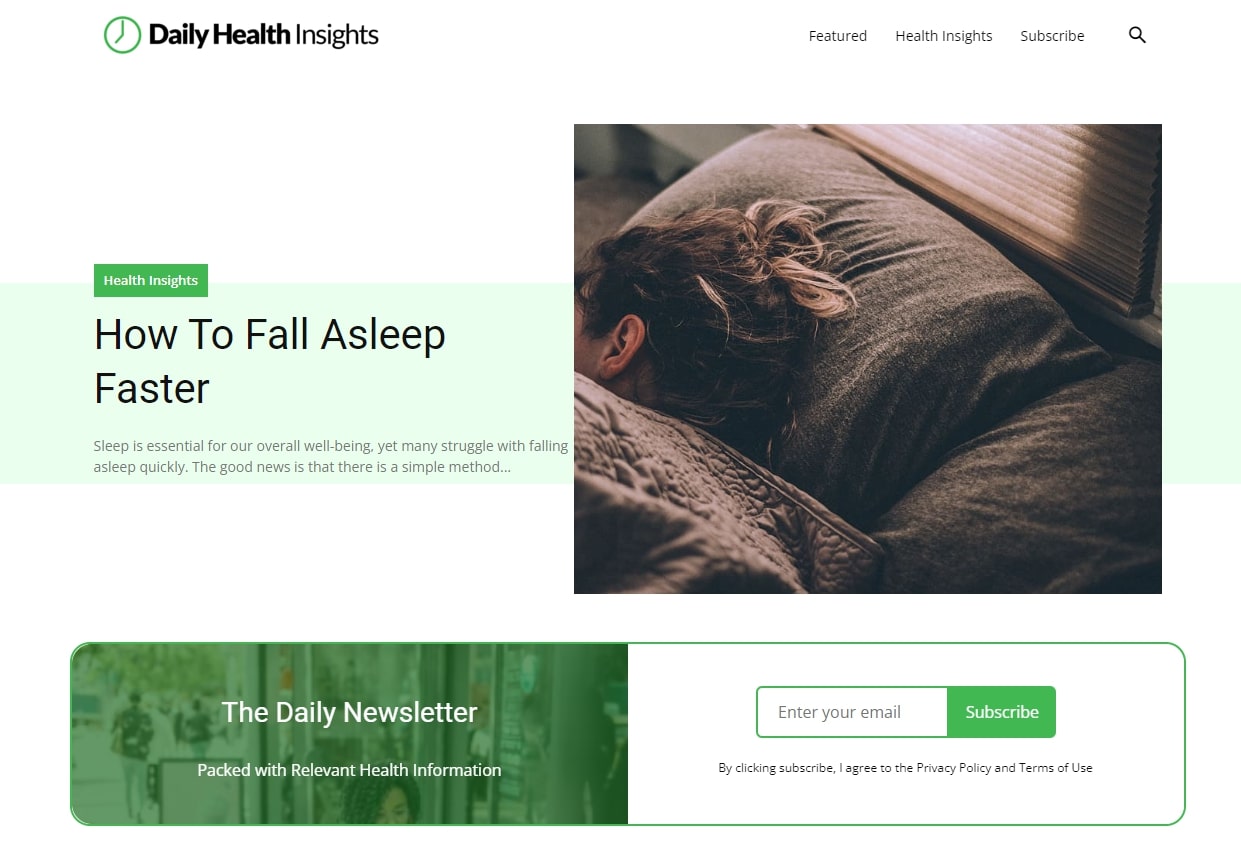 Daily Health Insights
Featured
Health Insights
Subscribe
Health Insights
How To Fall Asleep
Faster
Sleep is essential for our overall well-being, yet many struggle with falling
asleep quickly. The good news is that there is a simple method...
The Daily Newsletter
Packed with Relevant Health Information
Enter your email
Subscribe
By clicking subscribe, I agree to the Privacy Policy and Terms of Use